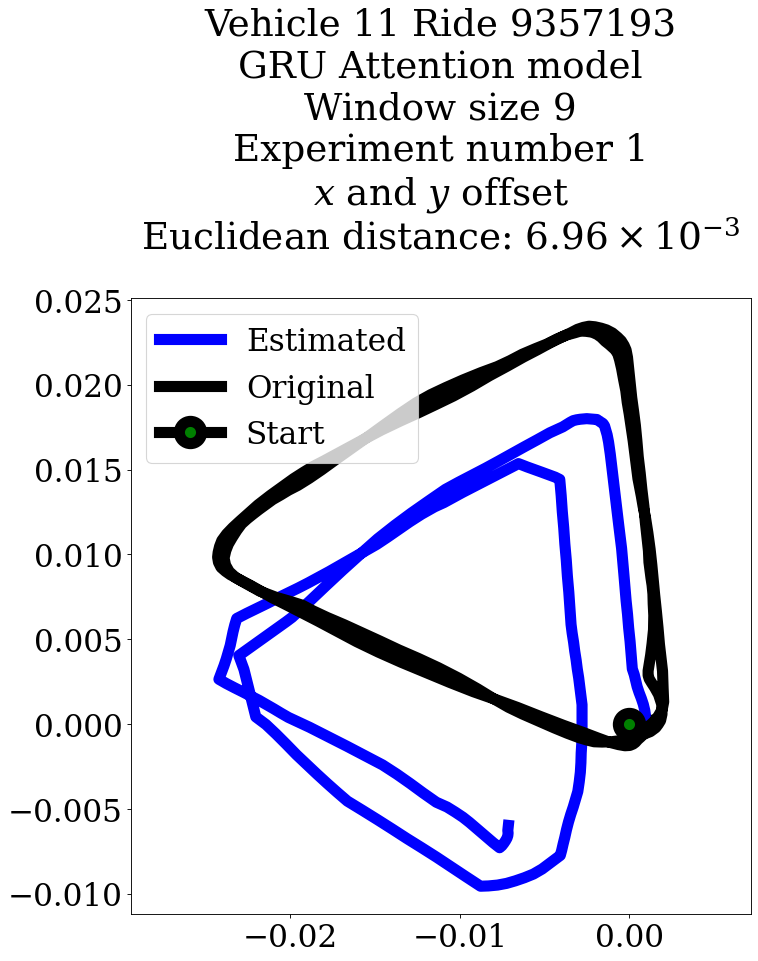 Vehicle 11 Ride 9357193
GRU Attention model
Window size 9
Experiment number 1
x and y offset
Euclidean distance: 6.96 × 10⁻³
0.025
0.020
0.015
0.010
0.005
0.000
−0.005
−0.010
Estimated
Original
Start
−0.02
−0.01
0.00